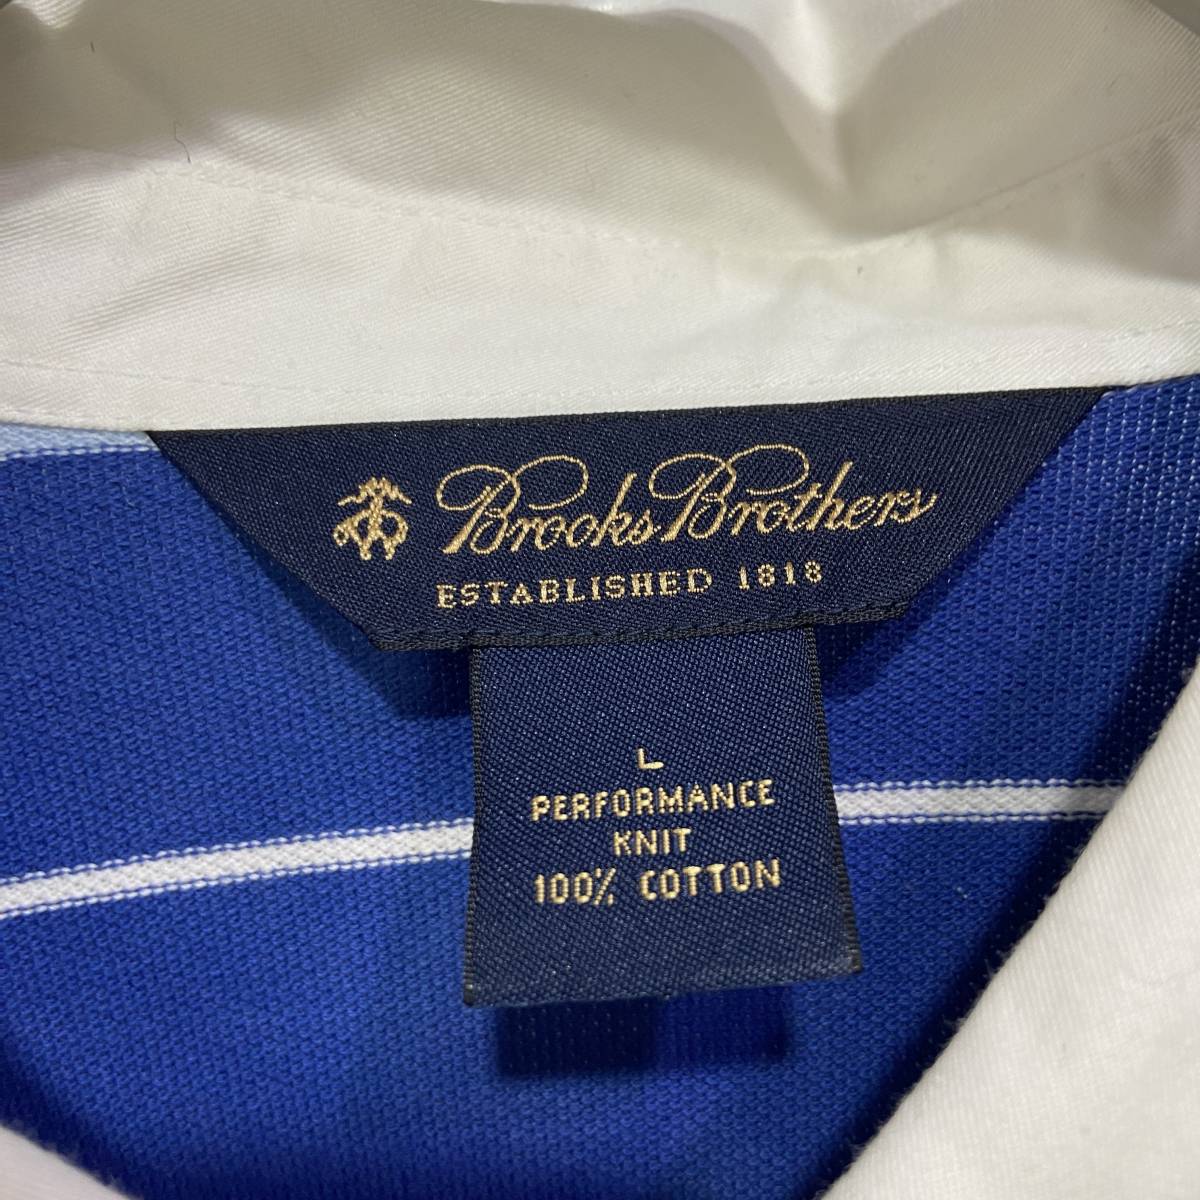 Brooks Brothers
ESTABLISHED 1818
L
PERFORMANCE
KNIT
100% COTTON